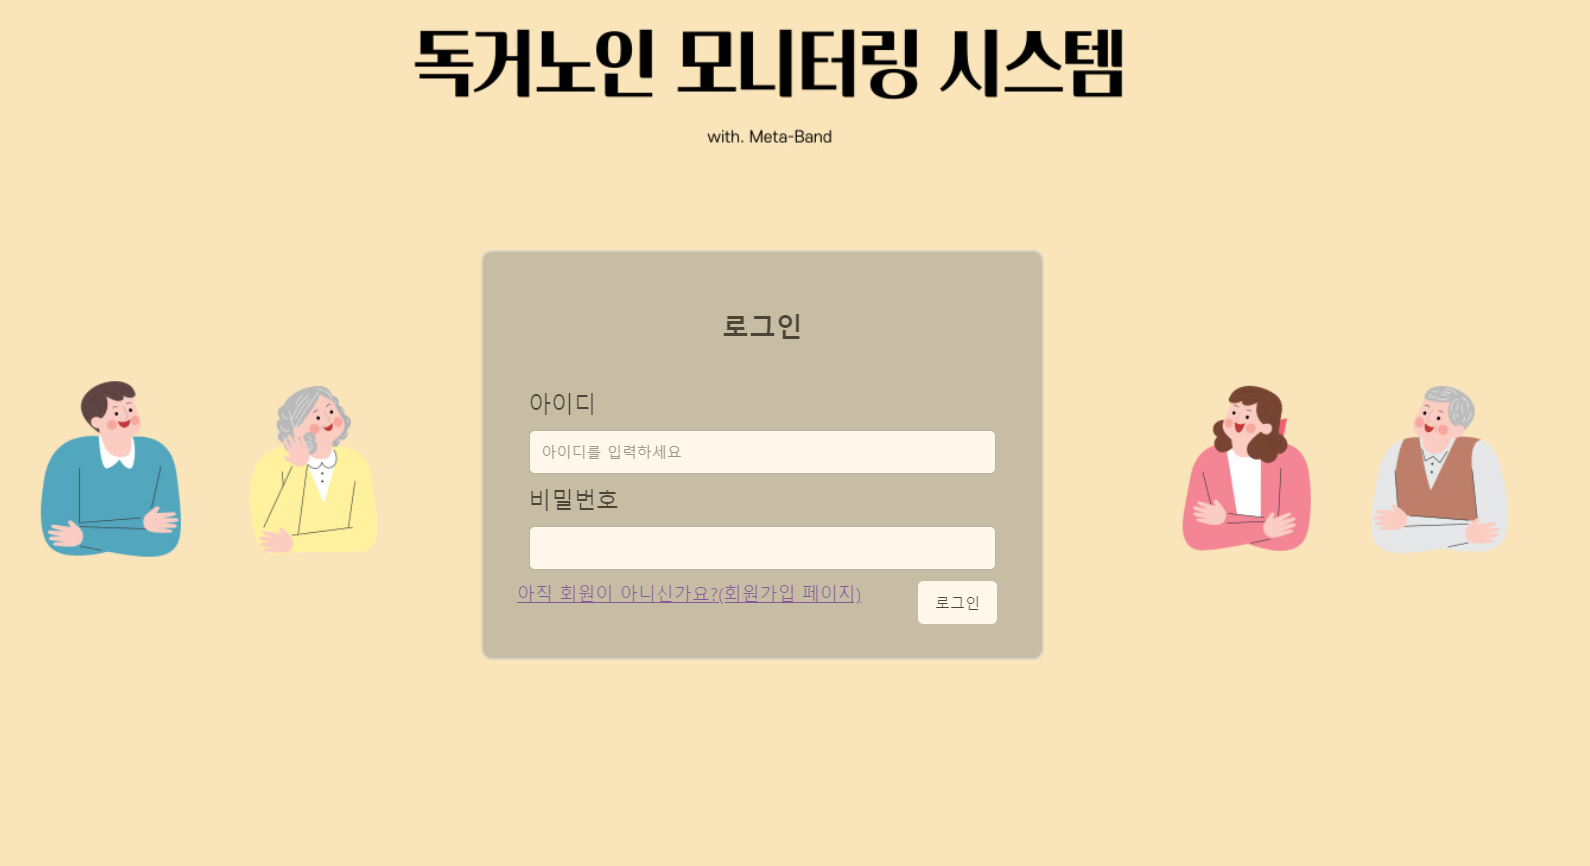 독거노인 모니터링 시스템
with. Meta-Band
로그인
아이디
아이디를 입력하세요
비밀번호
아직 회원이 아니신가요?(회원가입 페이지)
로그인